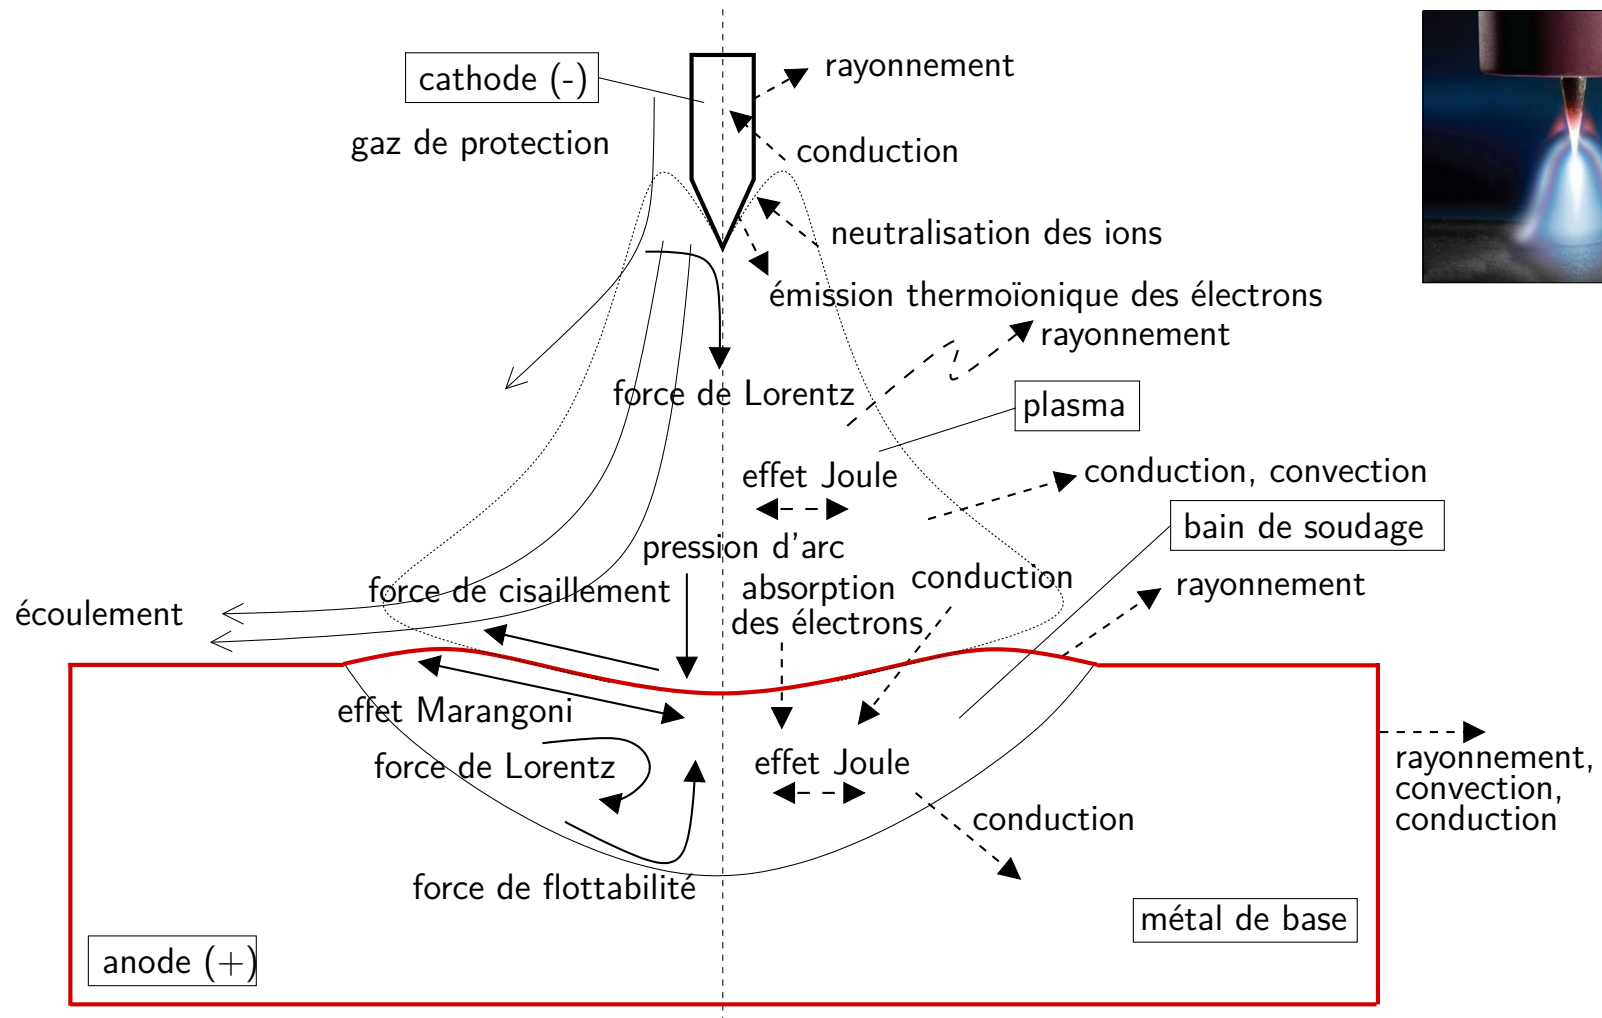 cathode (-)
rayonnement
gaz de protection
conduction
neutralisation des ions
émission thermoïonique des électrons
rayonnement
force de Lorentz
plasma
effet Joule
conduction, convection
bain de soudage
pression d'arc
force de cisaillement
absorption
des électrons
conduction
rayonnement
écoulement
effet Marangoni
force de Lorentz
effet Joule
rayonnement,
convection,
conduction
conduction
force de flottabilité
métal de base
anode (+)